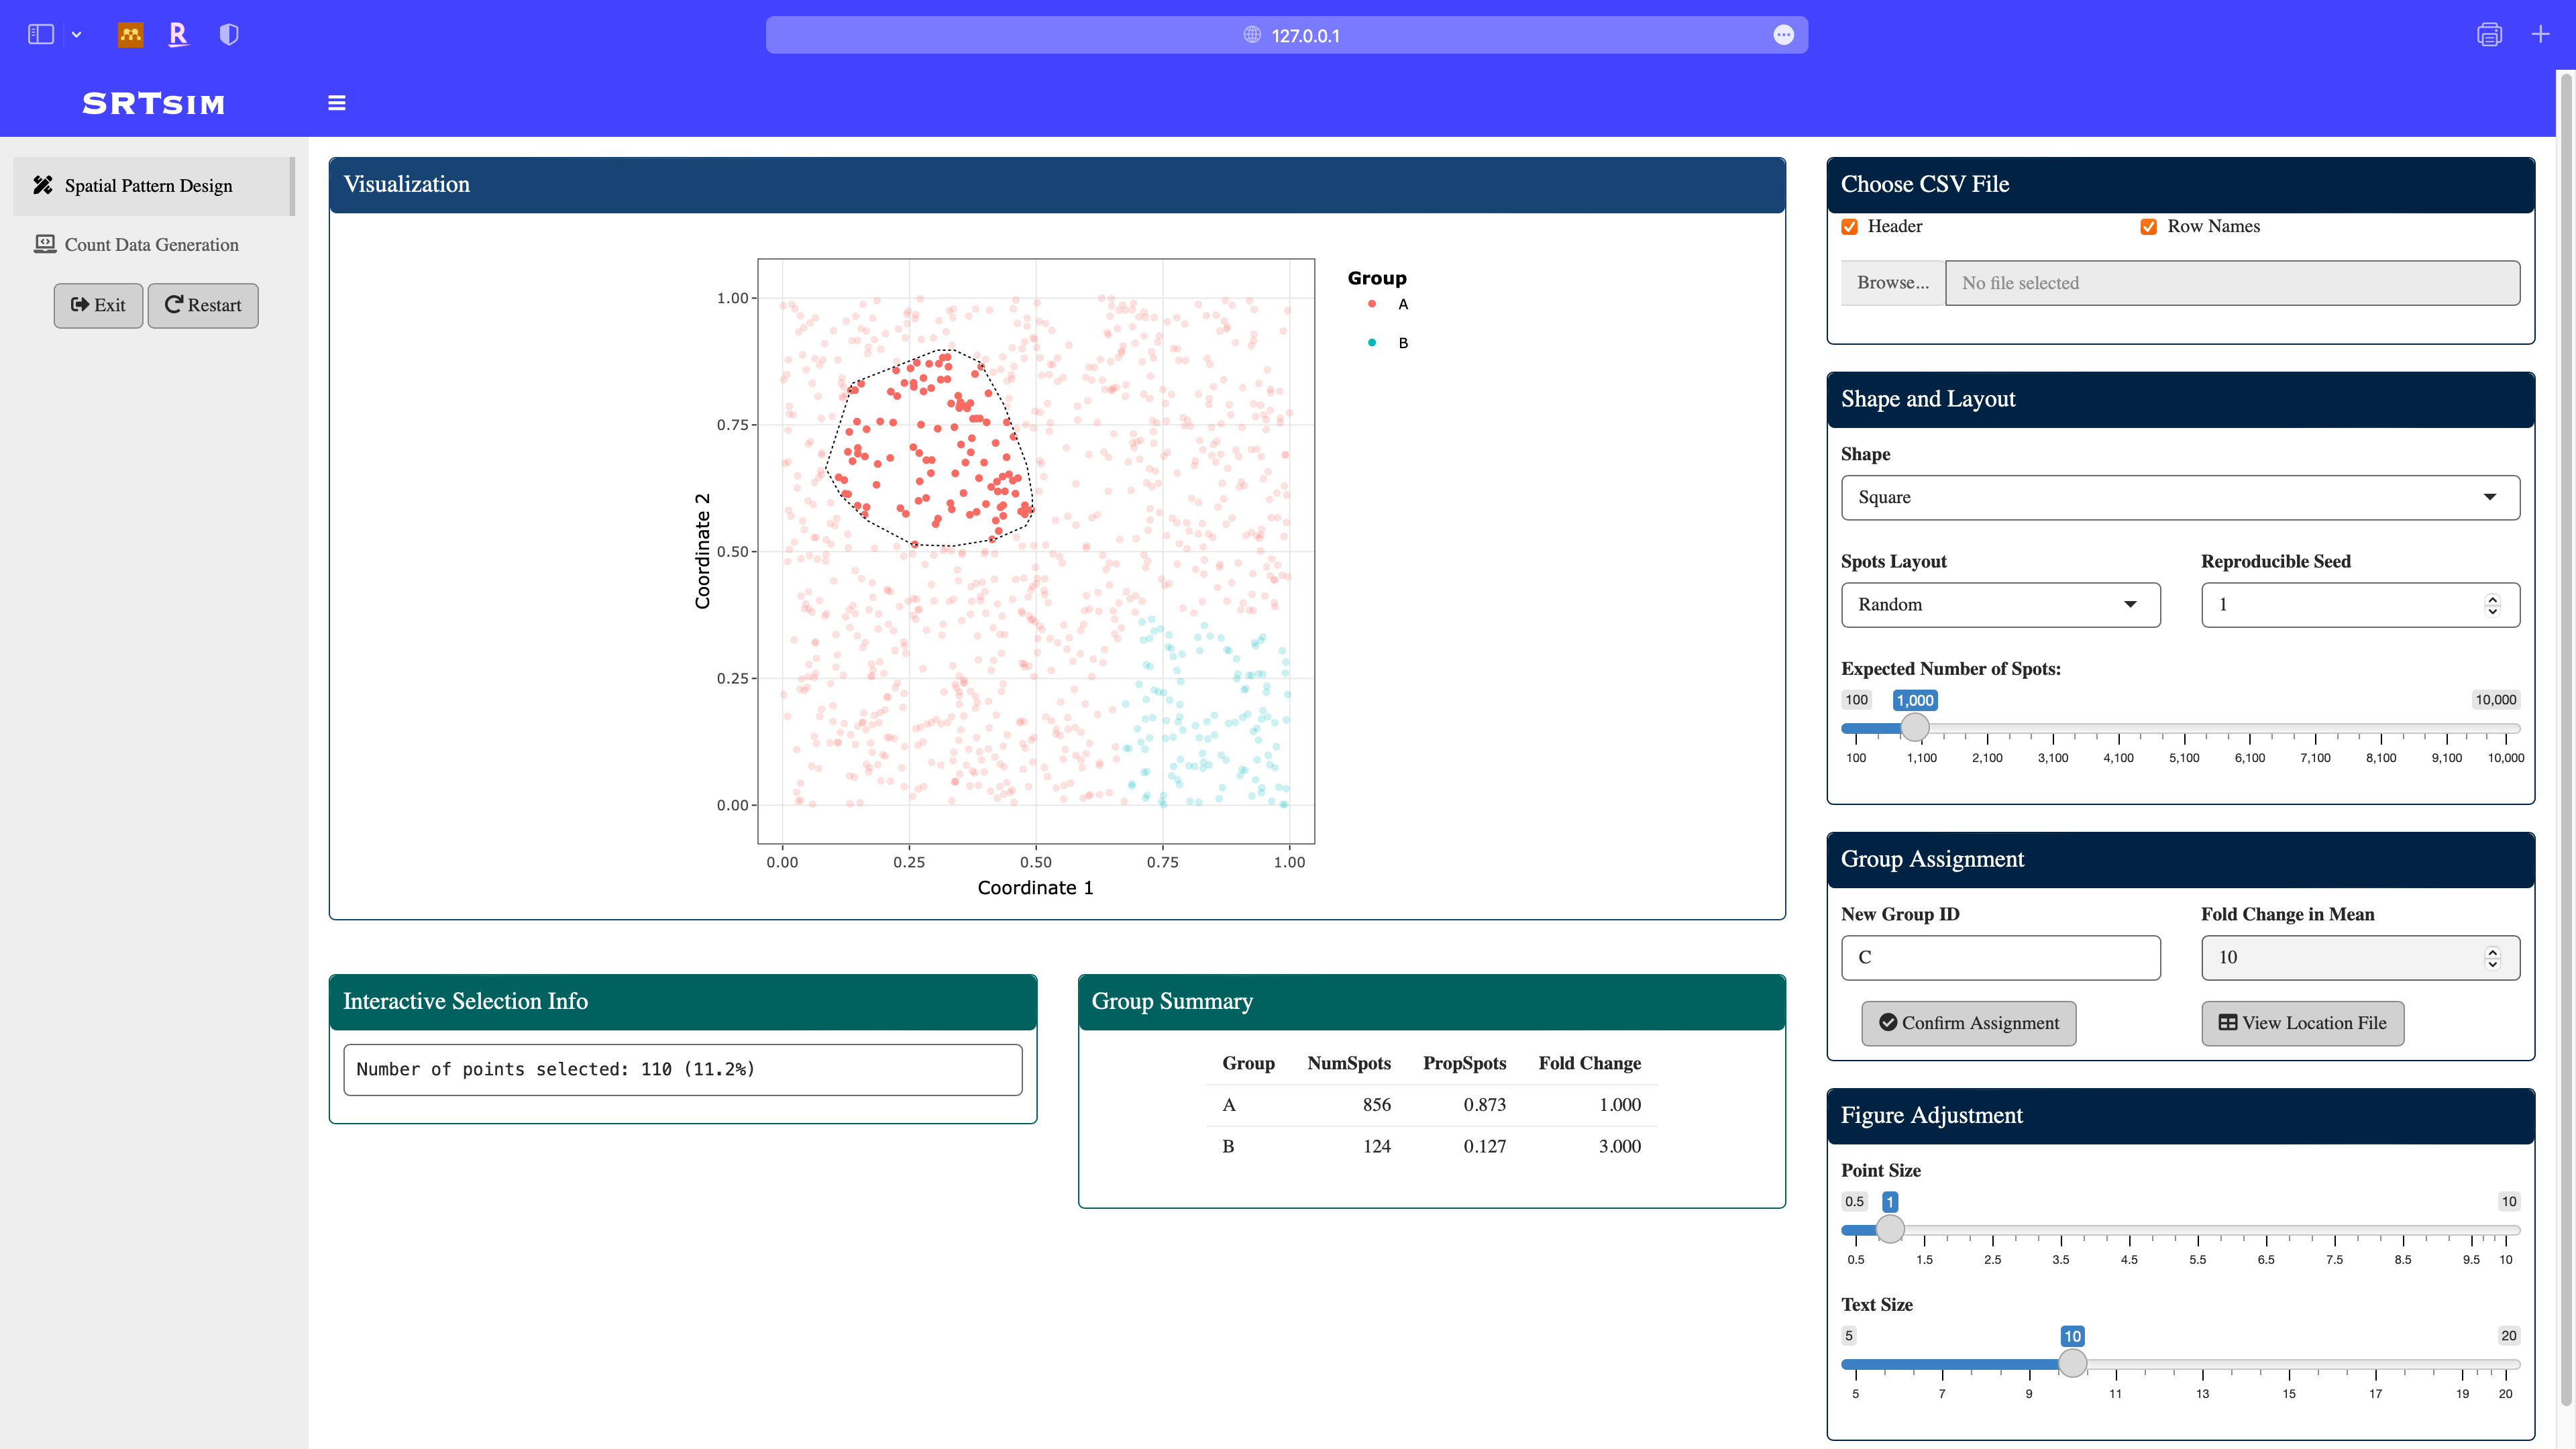 127.0.0.1
SRTsim
Spatial Pattern Design
Count Data Generation
Exit
Restart
Visualization
Group
A
B
1.00
0.75
0.50
0.25
0.00
Coordinate 2
0.00 0.25 0.50 0.75 1.00
Coordinate 1
Interactive Selection Info
Number of points selected: 110 (11.2%)
Group Summary
Group NumSpots PropSpots Fold Change
A 856 0.873 1.000
B 124 0.127 3.000
Choose CSV File
Header
Row Names
Browse...
No file selected
Shape and Layout
Shape
Square
Spots Layout
Reproducible Seed
Random
1
Expected Number of Spots:
100 1,000 10,000
100 1,100 2,100 3,100 4,100 5,100 6,100 7,100 8,100 9,100 10,000
Group Assignment
New Group ID
Fold Change in Mean
C
10
Confirm Assignment
View Location File
Figure Adjustment
Point Size
0.5 1 10
0.5 1.5 2.5 3.5 4.5 5.5 6.5 7.5 8.5 9.5 10
Text Size
5 10 20
5 7 9 11 13 15 17 19 20